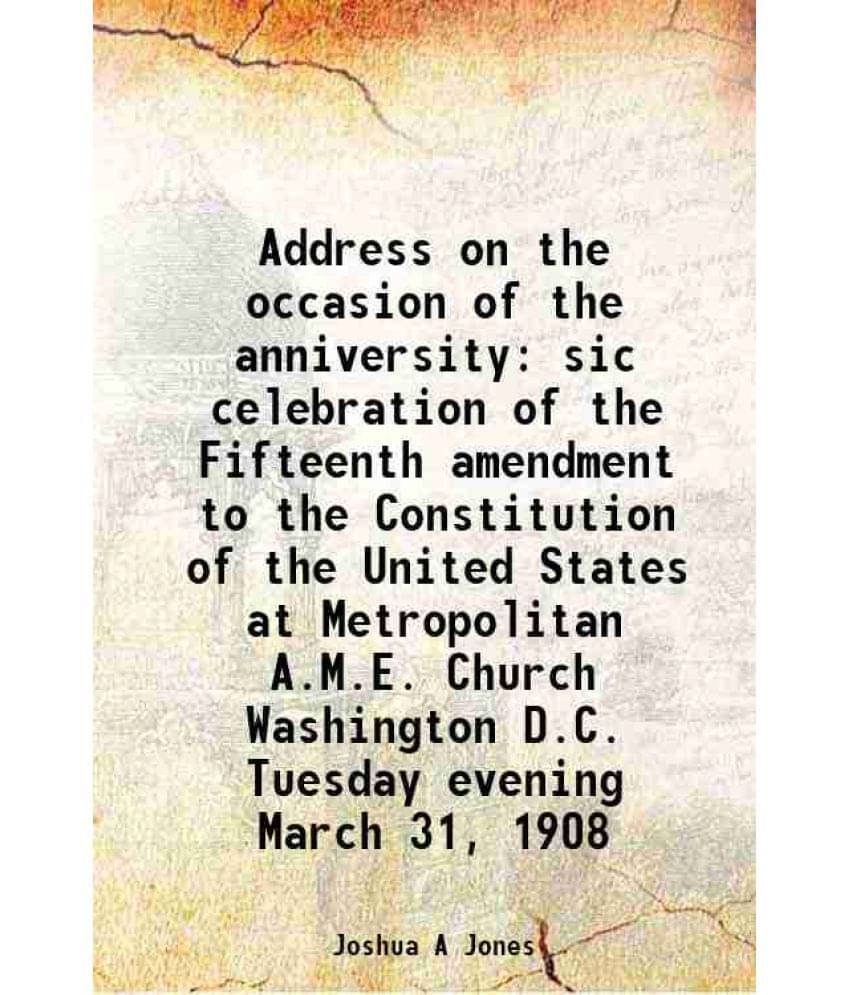 Address on the
occasion of the
anniversity: sic
celebration of the
Fifteenth amendment
to the Constitution
of the United States
at Metropolitan
A.M.E. Church
Washington D.C.
Tuesday evening
March 31, 1908
Joshua A Jones